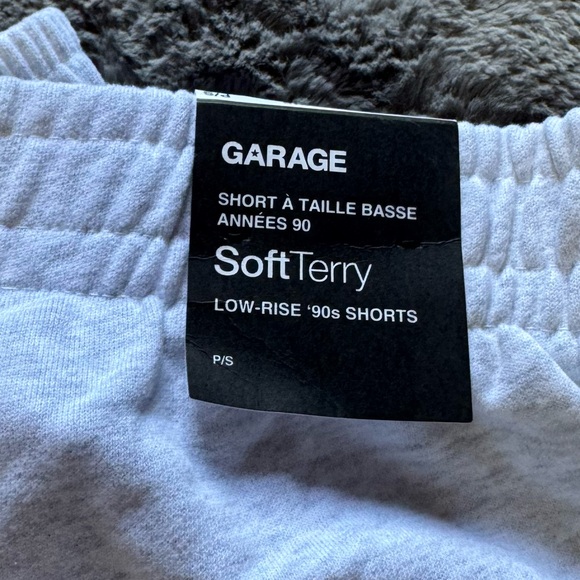 GARAGE
SHORT À TAILLE BASSE
ANNÉES 90
SoftTerry
LOW-RISE ‘90s SHORTS
P/S